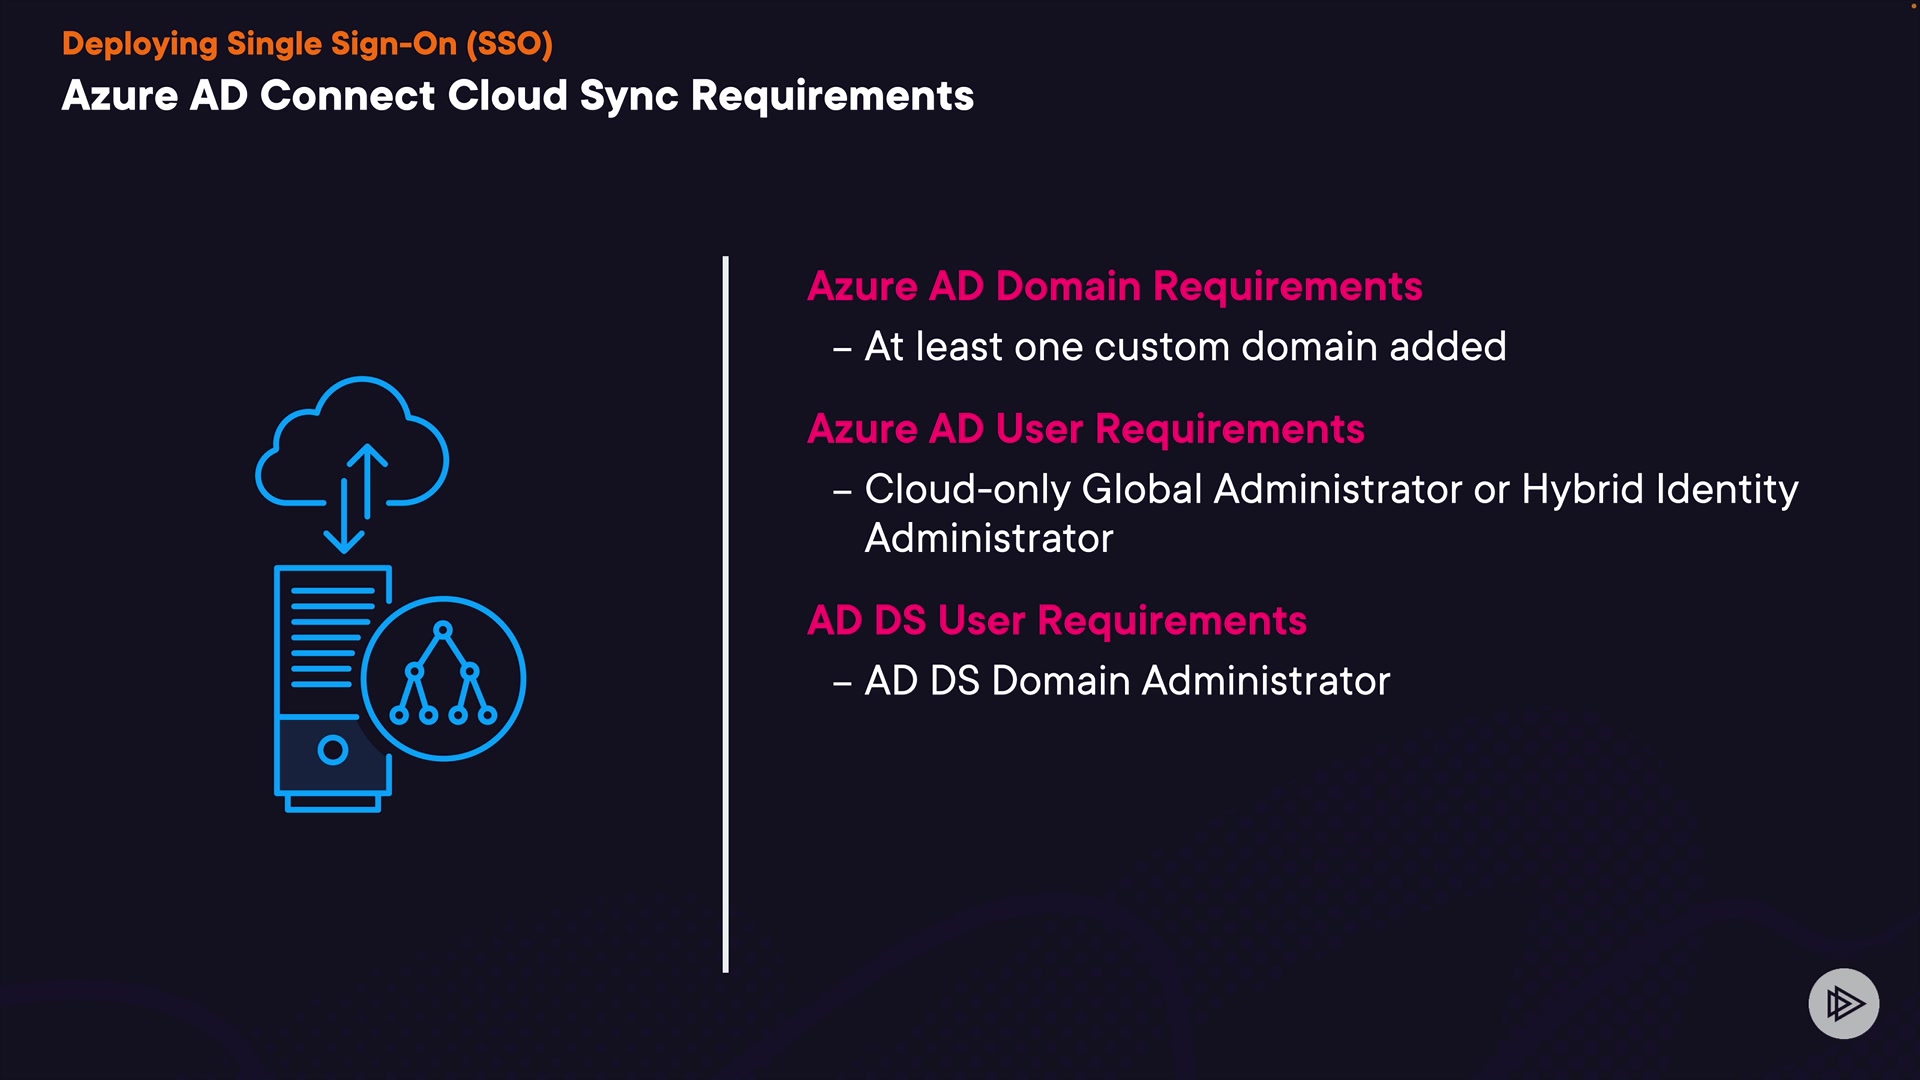 Deploying Single Sign-On (SSO)
Azure AD Connect Cloud Sync Requirements
Azure AD Domain Requirements
– At least one custom domain added
Azure AD User Requirements
– Cloud-only Global Administrator or Hybrid Identity
Administrator
AD DS User Requirements
– AD DS Domain Administrator